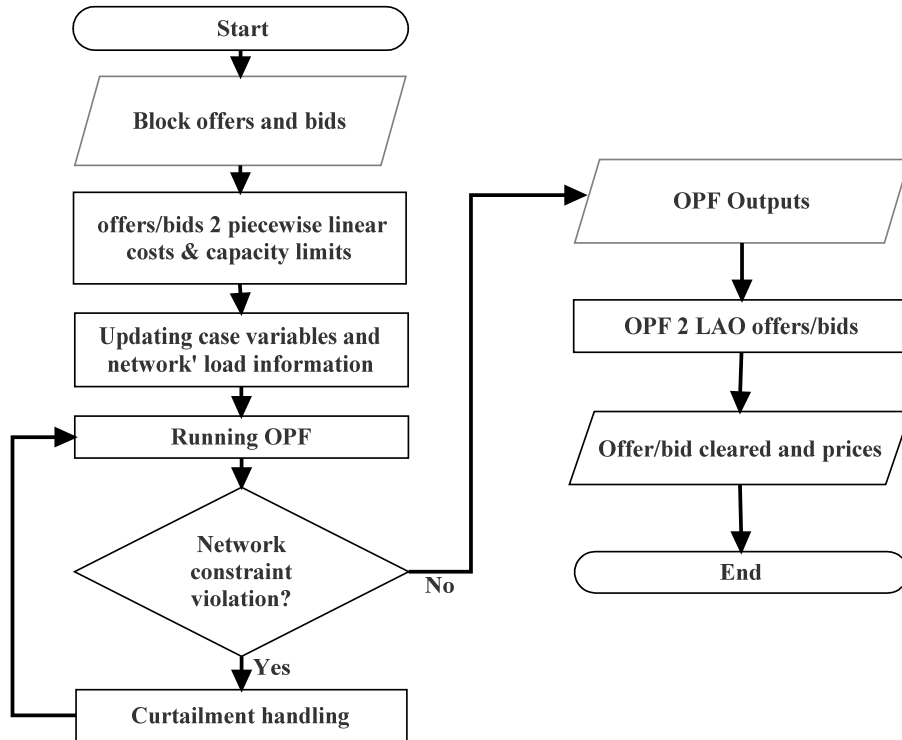 Start
Block offers and bids
offers/bids 2 piecewise linear
costs & capacity limits
Updating case variables and
network' load information
Running OPF
Network
constraint
violation?
No
Yes
Curtailment handling
OPF Outputs
OPF 2 LAO offers/bids
Offer/bid cleared and prices
End